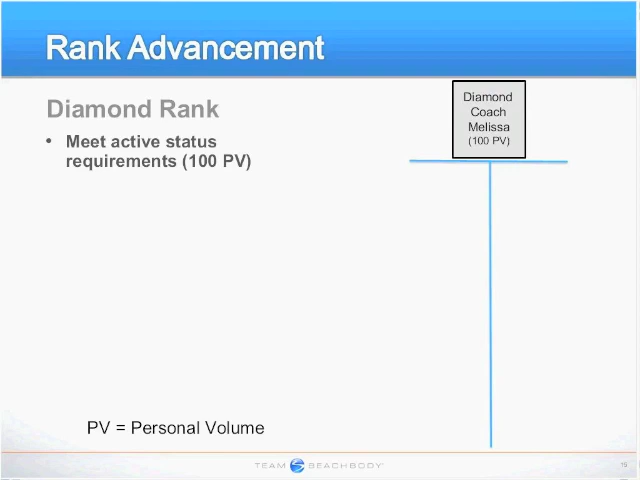 Rank Advancement
Diamond Rank
• Meet active status
requirements (100 PV)
Diamond
Coach
Melissa
(100 PV)
PV = Personal Volume
TEAM BEACHBODY
15